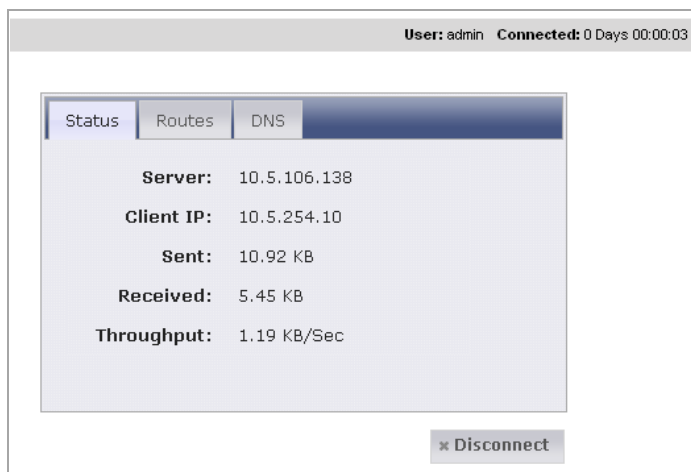 User: admin Connected: 0 Days 00:00:03
Status Routes DNS
Server: 10.5.106.138
Client IP: 10.5.254.10
Sent: 10.92 KB
Received: 5.45 KB
Throughput: 1.19 KB/Sec
× Disconnect